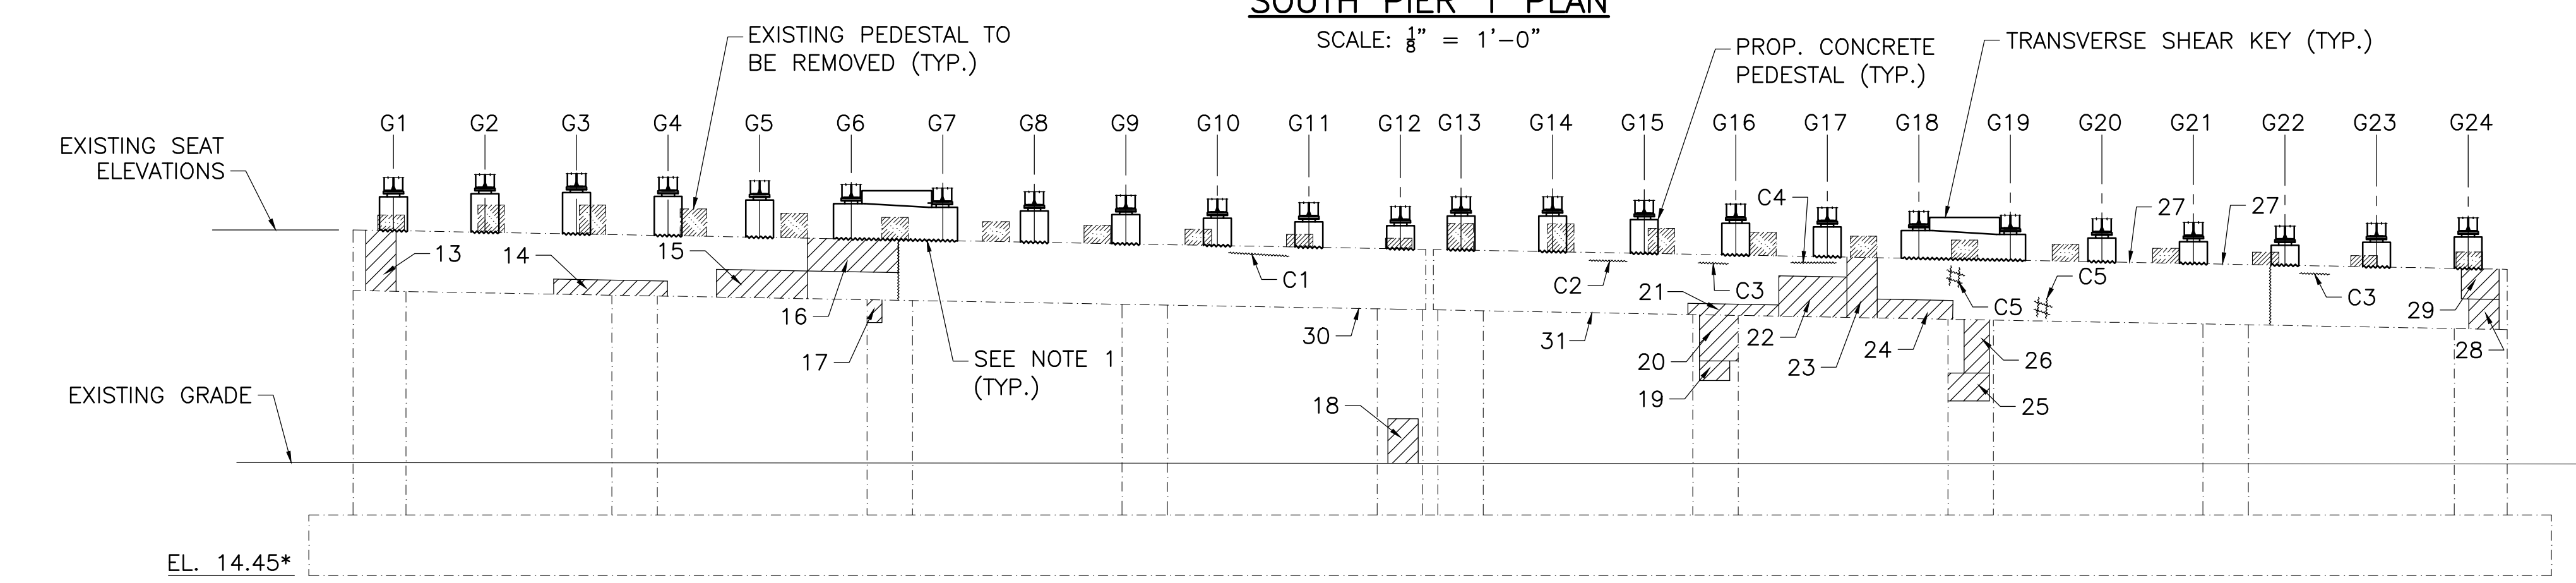 SOUTH PIER 1 PLAN
SCALE: 1/8" = 1'-0"
EXISTING PEDESTAL TO
BE REMOVED (TYP.)
PROP. CONCRETE
PEDESTAL (TYP.)
TRANSVERSE SHEAR KEY (TYP.)
G1 G2 G3 G4 G5 G6 G7 G8 G9 G10 G11 G12 G13 G14 G15 G16 G17 G18 G19 G20 G21 G22 G23 G24
EXISTING SEAT
ELEVATIONS
C4
27
27
13
14
15
C1
C2
C3
C5
C5
C3
16
17
30
31
21
22
20
19
23
24
26
25
29
28
SEE NOTE 1
(TYP.)
18
EXISTING GRADE
EL. 14.45*